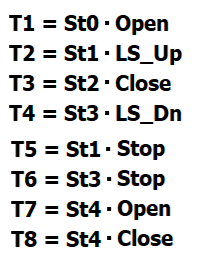 T1 = St0 · Open
T2 = St1 · LS_Up
T3 = St2 · Close
T4 = St3 · LS_Dn
T5 = St1 · Stop
T6 = St3 · Stop
T7 = St4 · Open
T8 = St4 · Close